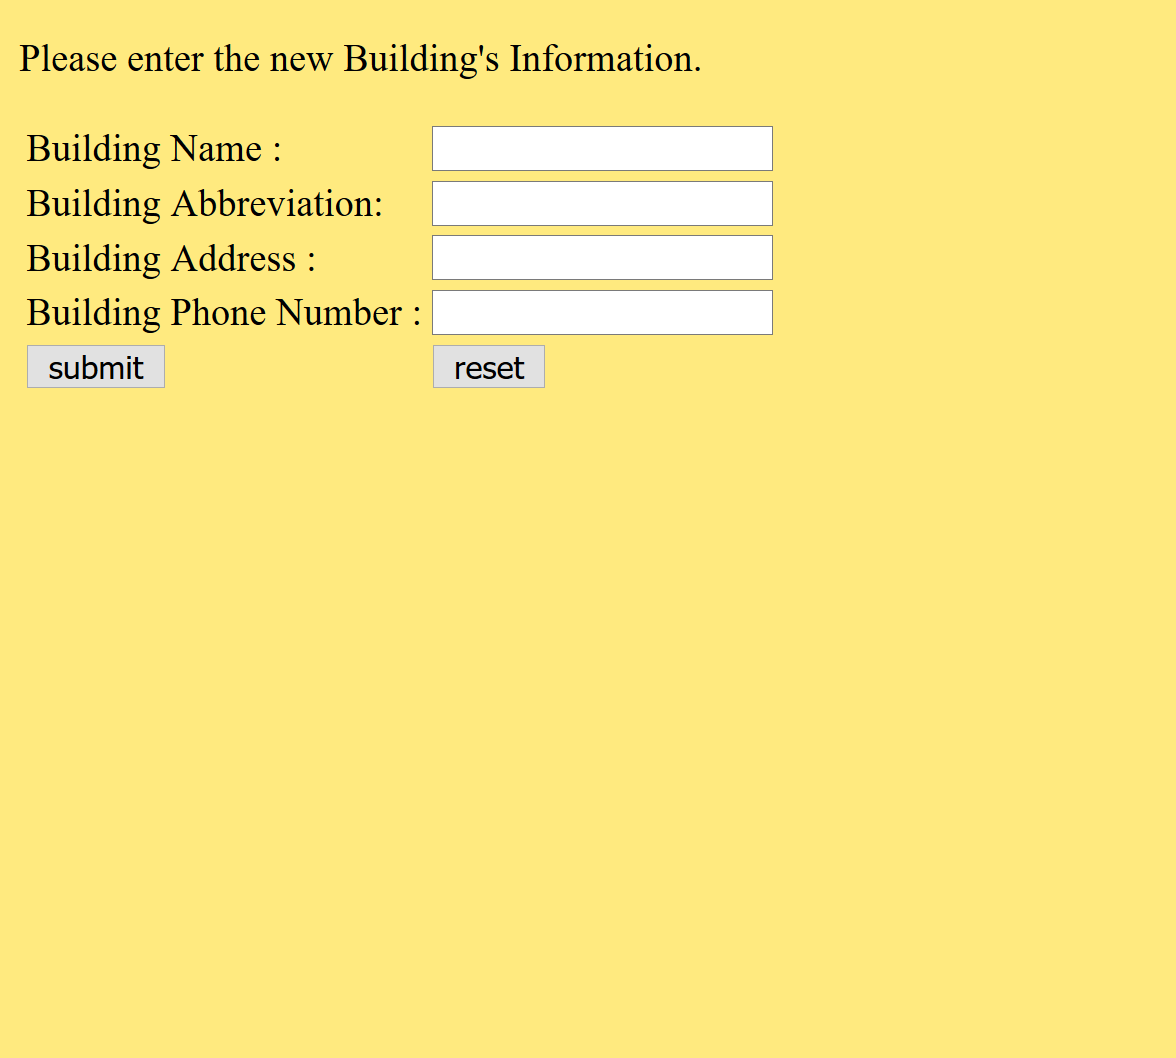 Please enter the new Building's Information.
Building Name :
Building Abbreviation:
Building Address :
Building Phone Number :
submit reset